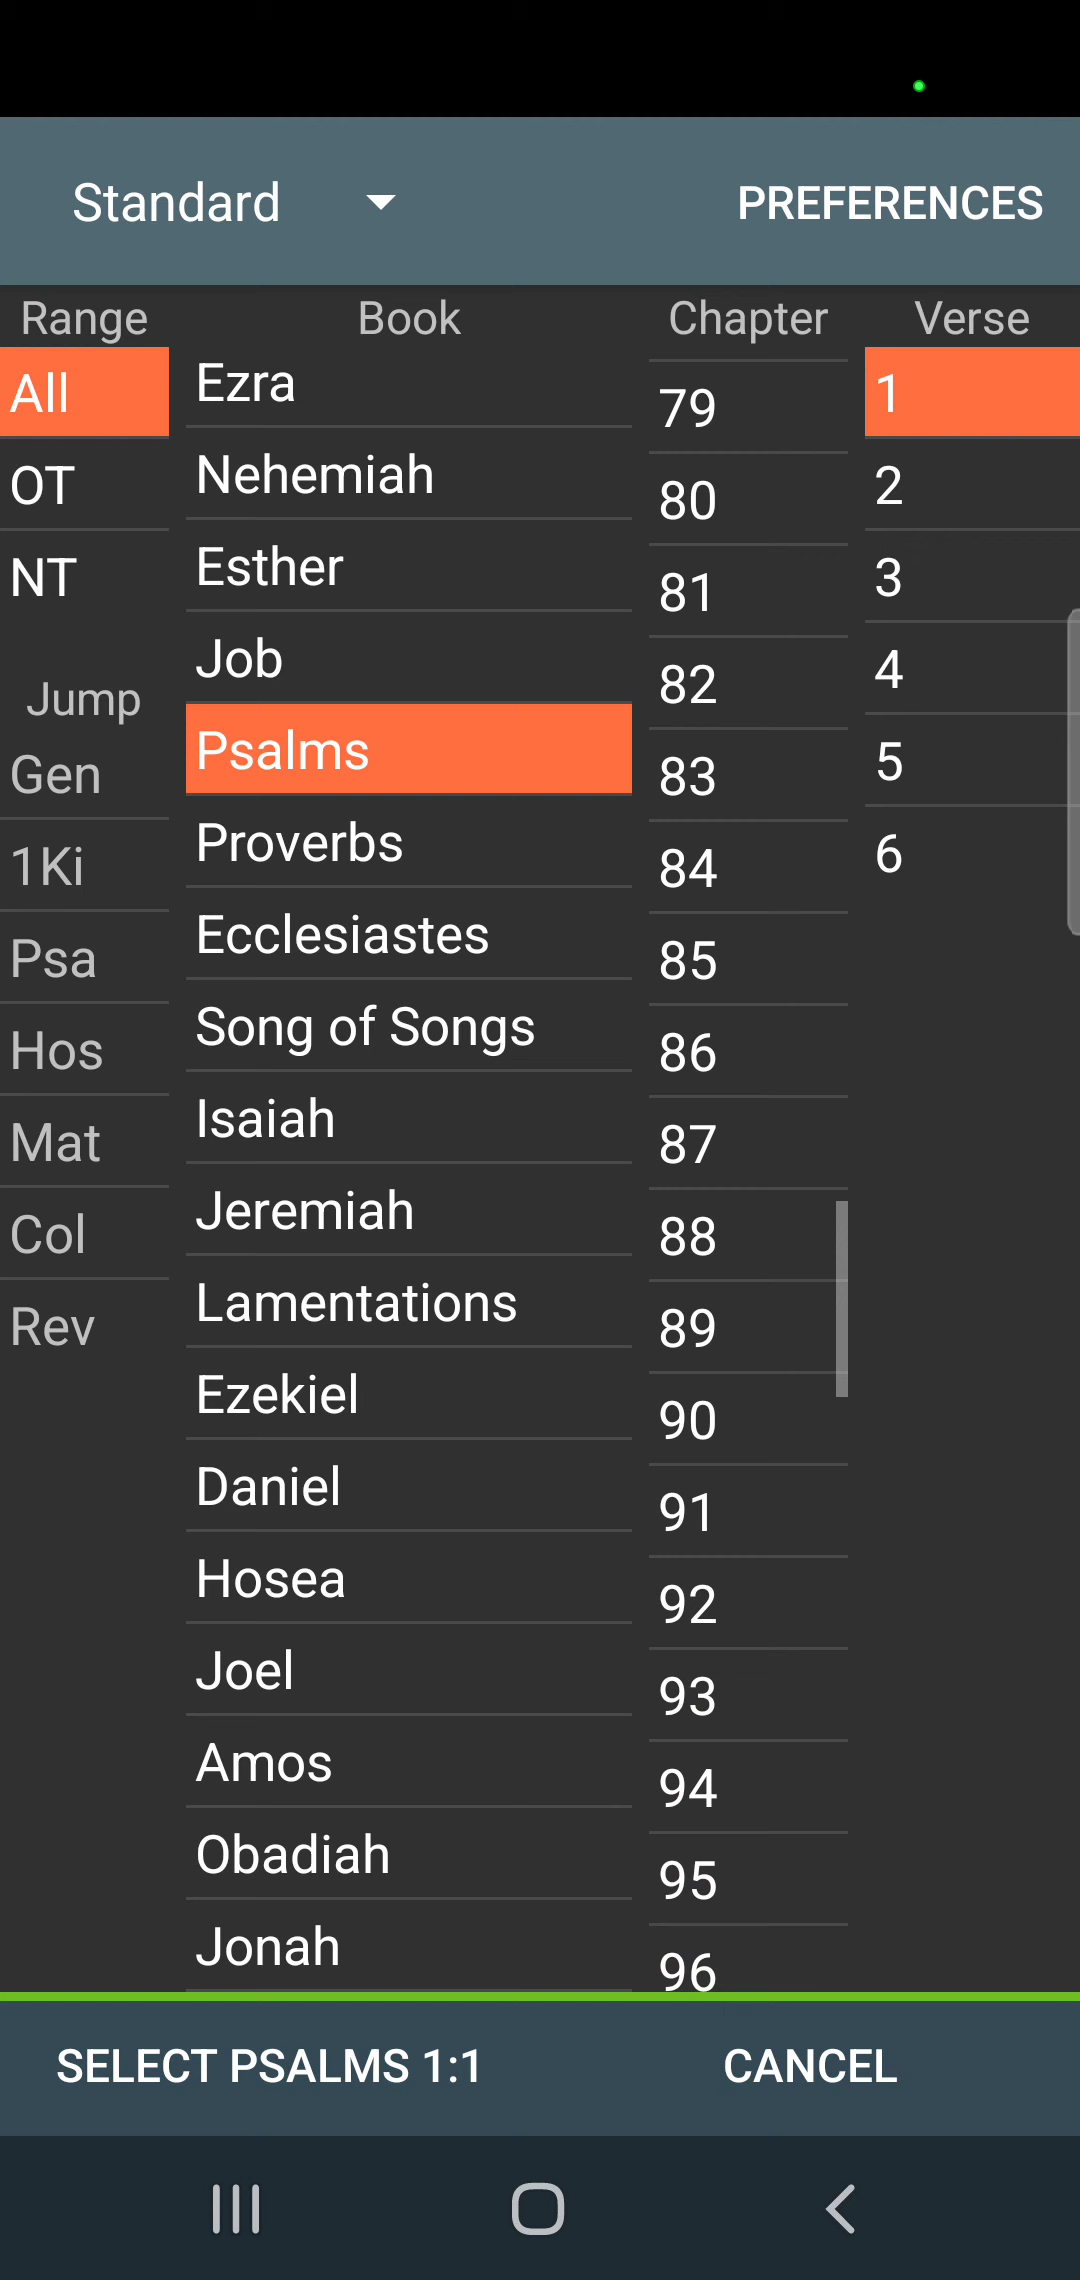 Standard
PREFERENCES
Range
Book
Chapter
Verse
All
OT
NT
Jump
Gen
1Ki
Psa
Hos
Mat
Col
Rev
Ezra
Nehemiah
Esther
Job
Psalms
Proverbs
Ecclesiastes
Song of Songs
Isaiah
Jeremiah
Lamentations
Ezekiel
Daniel
Hosea
Joel
Amos
Obadiah
Jonah
79
80
81
82
83
84
85
86
87
88
89
90
91
92
93
94
95
96
1
2
3
4
5
6
SELECT PSALMS 1:1
CANCEL